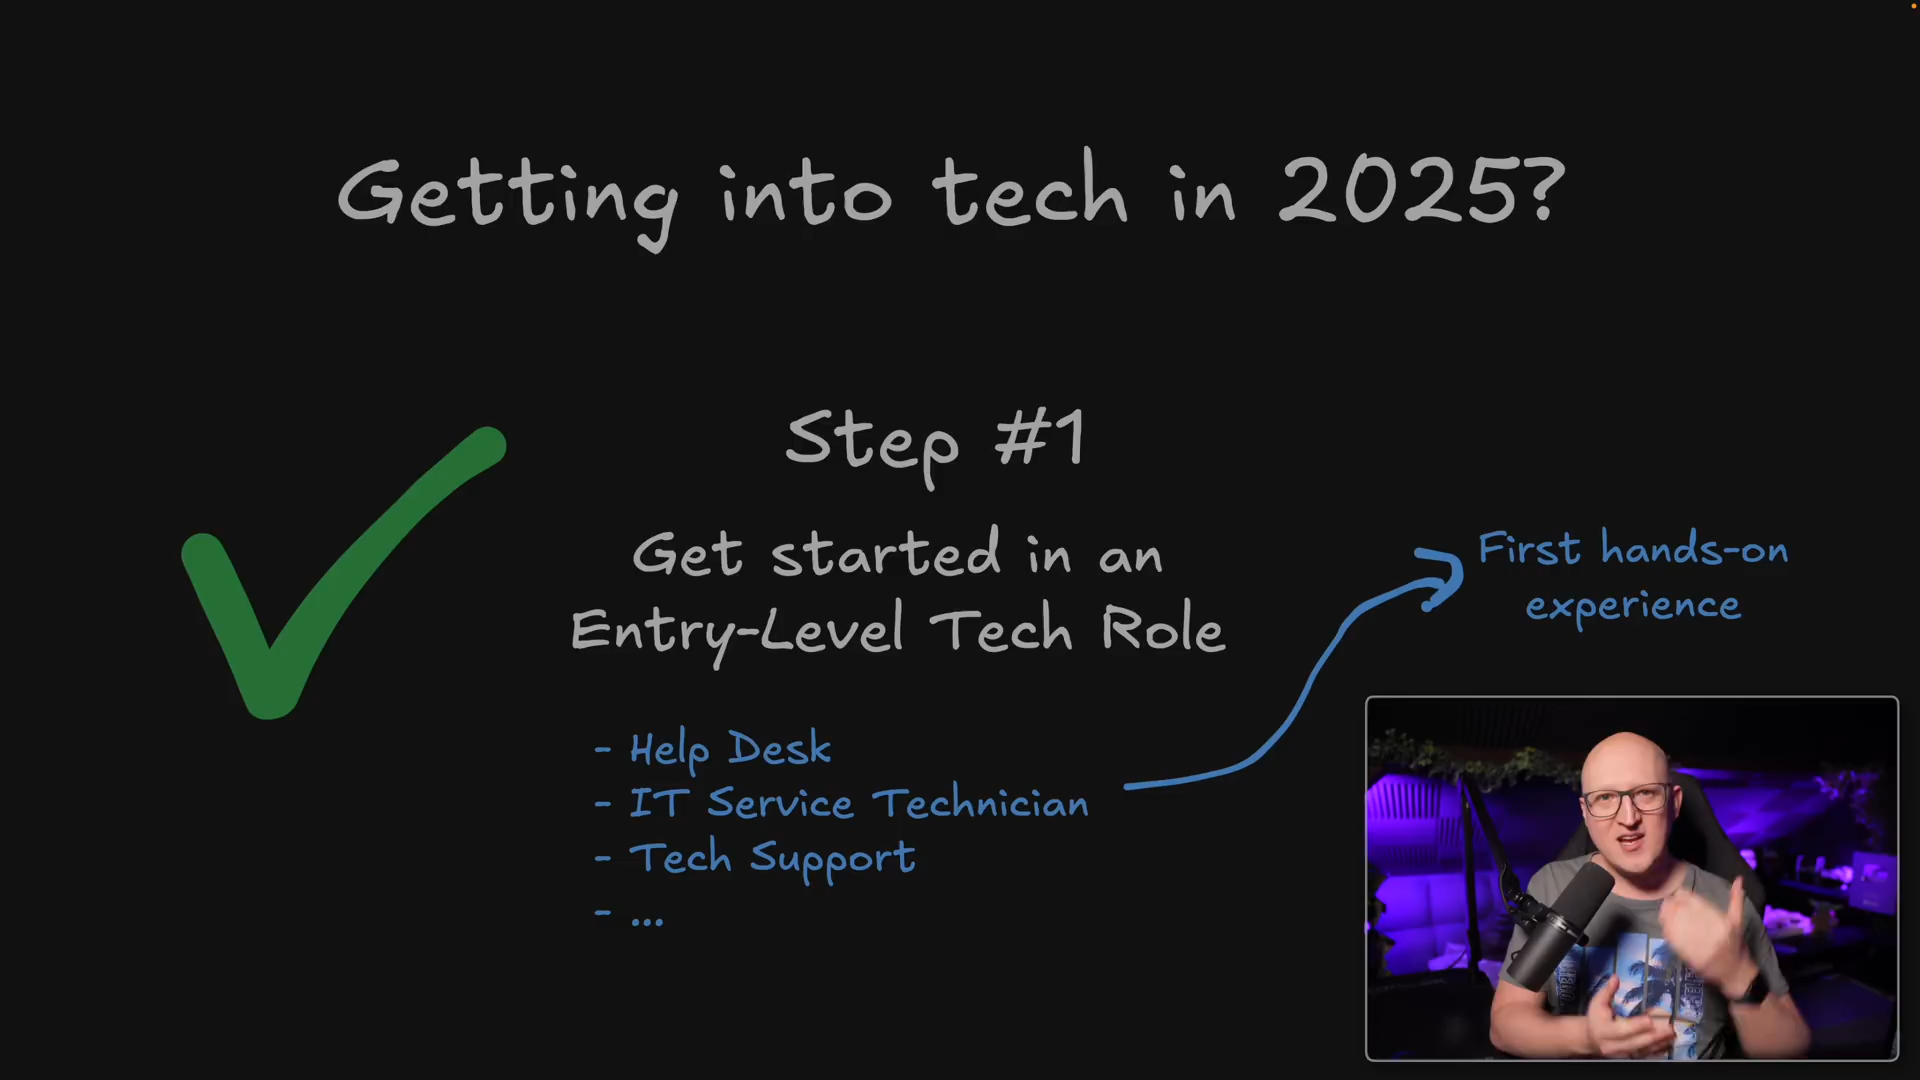 Getting into tech in 2025?
Step #1
Get started in an
Entry-Level Tech Role
- Help Desk
- IT Service Technician
- Tech Support
- ...
First hands-on
experience